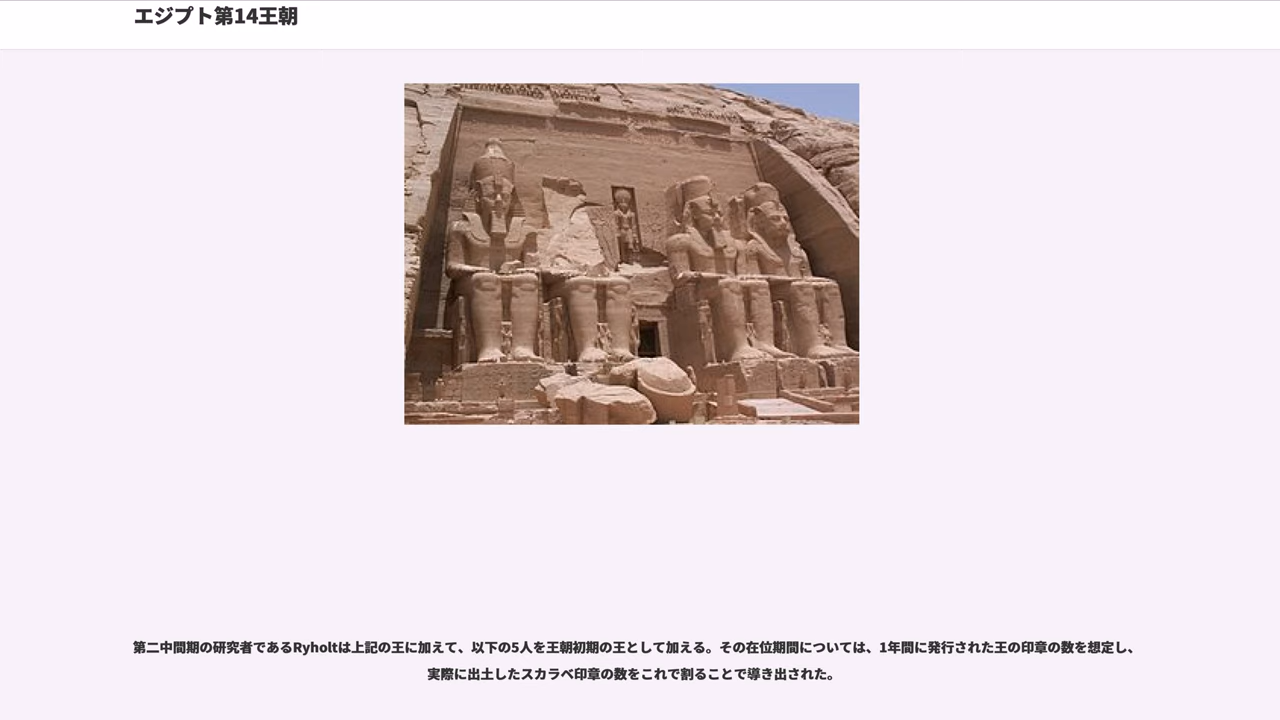 エジプト第14王朝
第二中間期の研究者であるRyholtは上記の王に加えて、以下の5人を王朝初期の王として加える。その在位期間については、1年間に発行された王の印章の数を想定し、
実際に出土したスカラベ印章の数をこれで割ることで導き出された。